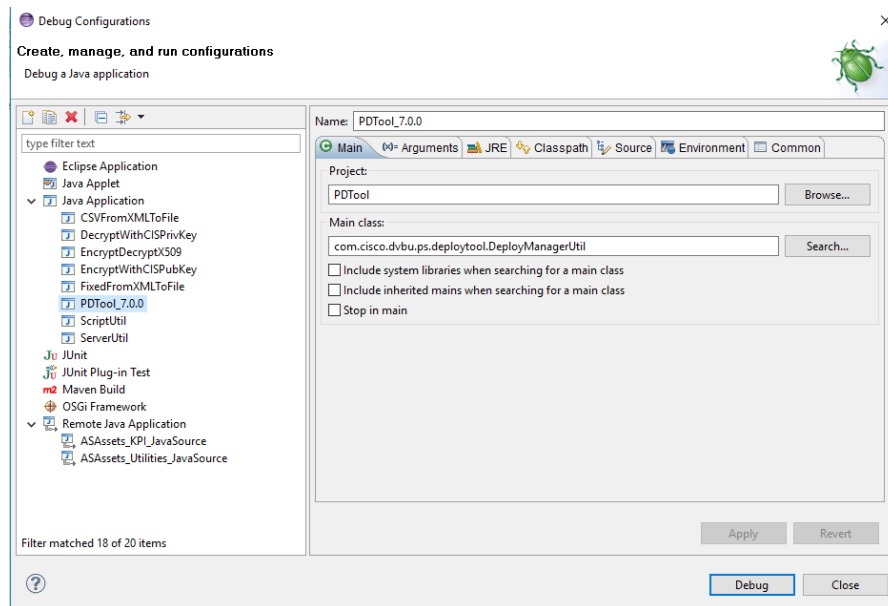 Debug Configurations
Create, manage, and run configurations
Debug a Java application
type filter text
Eclipse Application
Java Applet
Java Application
CSVFromXMLToFile
DecryptWithCISPrivKey
EncryptDecryptX509
EncryptWithCISPubKey
FixedFromXMLToFile
PDTool_7.0.0
ScriptUtil
ServerUtil
JUnit
JUnit Plug-in Test
Maven Build
OSGi Framework
Remote Java Application
ASAssets_KPI_JavaSource
ASAssets_Utilities_JavaSource
Filter matched 18 of 20 items
Name: PDTool_7.0.0
Main (x)= Arguments JRE Classpath Source Environment Common
Project:
PDTool Browse...
Main class:
com.cisco.dvbu.ps.deploytool.DeployManagerUtil Search...
Include system libraries when searching for a main class
Include inherited mains when searching for a main class
Stop in main
Apply Revert
Debug Close